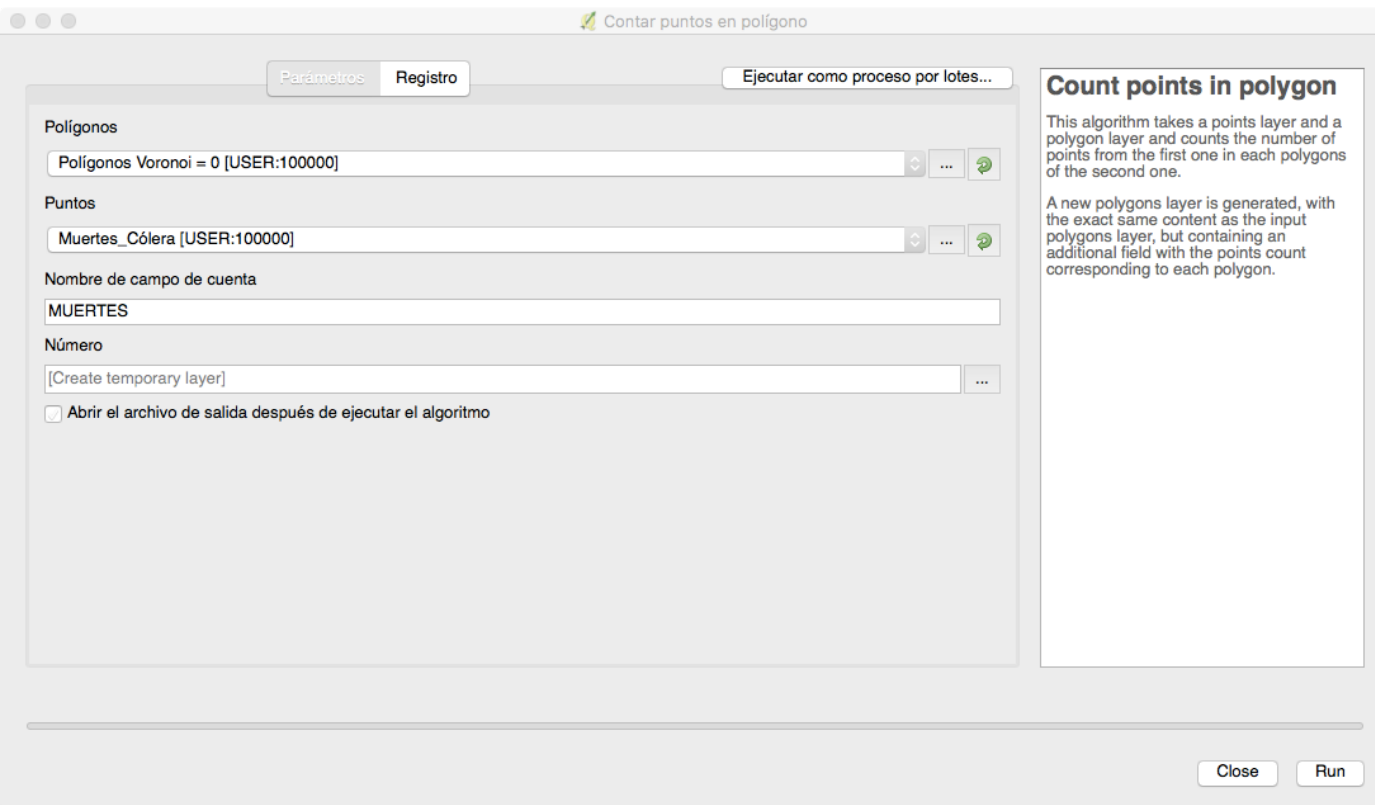 Contar puntos en polígono
Parámetros
Registro
Ejecutar como proceso por lotes...
Polígonos
Polígonos Voronoi = 0 [USER:100000]
...
Puntos
Muertes_Cólera [USER:100000]
...
Nombre de campo de cuenta
MUERTES
Número
[Create temporary layer]
...
Abrir el archivo de salida después de ejecutar el algoritmo
Count points in polygon
This algorithm takes a points layer and a
polygon layer and counts the number of
points from the first one in each polygons
of the second one.
A new polygons layer is generated, with
the exact same content as the input
polygons layer, but containing an
additional field with the points count
corresponding to each polygon.
Close
Run